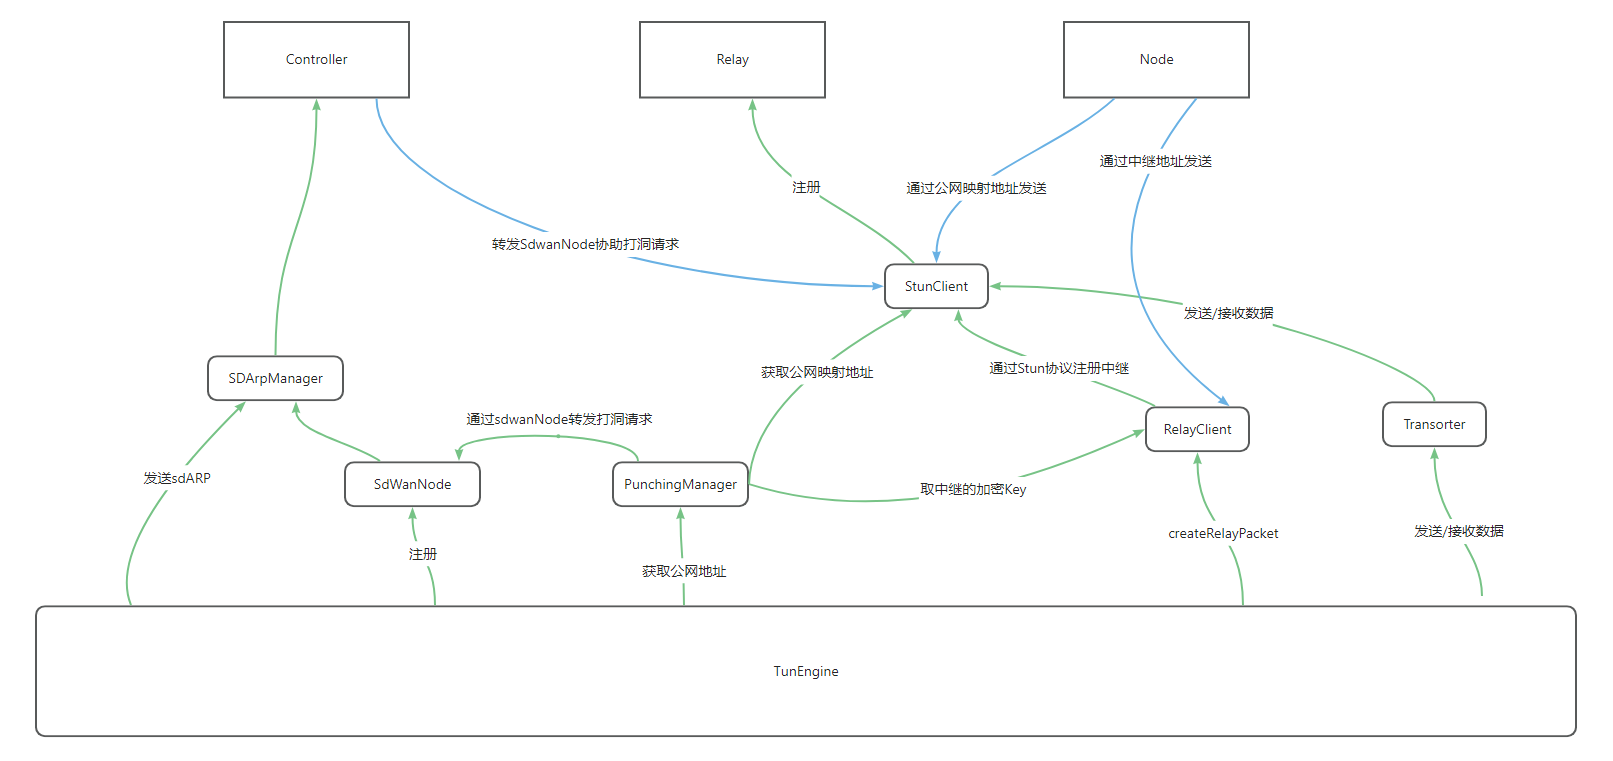 Controller
Relay
Node
通过中继地址发送
注册
通过公网映射地址发送
转发SdwanNode协助打洞请求
StunClient
发送/接收数据
获取公网映射地址
通过Stun协议注册中继
SDArpManager
通过sdwanNode转发打洞请求
RelayClient
Transorter
发送sdARP
SdWanNode
PunchingManager
取中继的加密Key
createRelayPacket
发送/接收数据
注册
获取公网地址
TunEngine